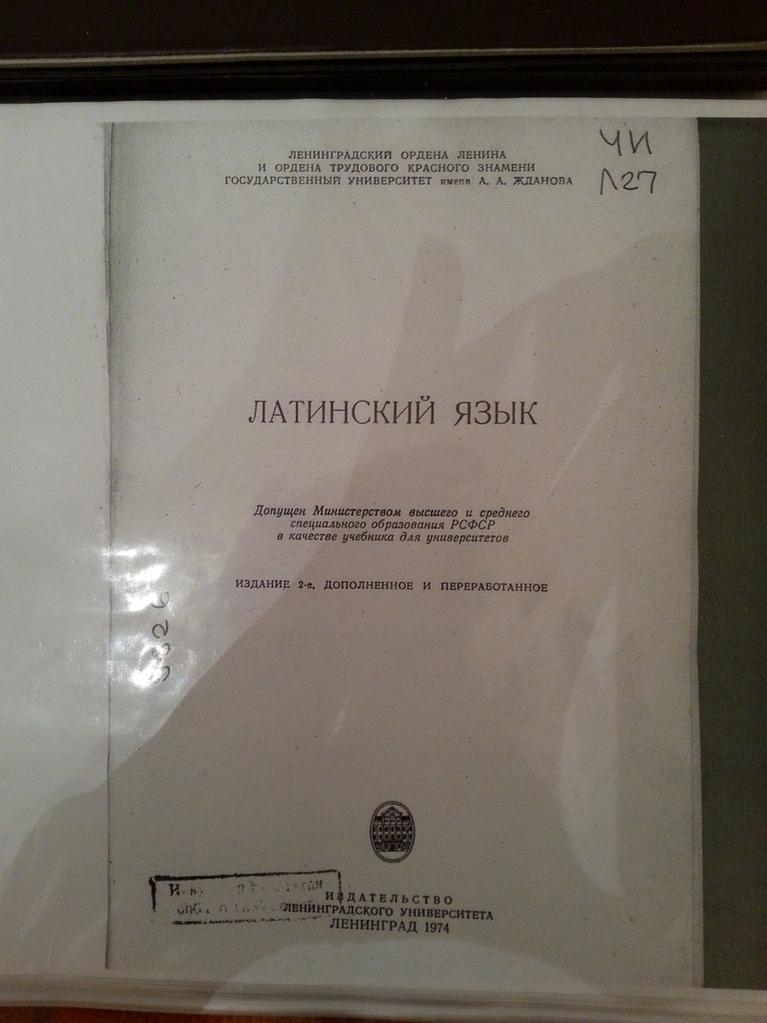 ЛЕНИНГРАДСКИЙ ОРДЕНА ЛЕНИНА
И ОРДЕНА ТРУДОВОГО КРАСНОГО ЗНАМЕНИ
ГОСУДАРСТВЕННЫЙ УНИВЕРСИТЕТ имени А. А. ЖДАНОВА
ЧИ
Л27
ЛАТИНСКИЙ ЯЗЫК
Допущен Министерством высшего и среднего
специального образования РСФСР
в качестве учебника для университетов
ИЗДАНИЕ 2-е, ДОПОЛНЕННОЕ И ПЕРЕРАБОТАННОЕ
ИЗДАТЕЛЬСТВО
ЛЕНИНГРАДСКОГО УНИВЕРСИТЕТА
ЛЕНИНГРАД 1974